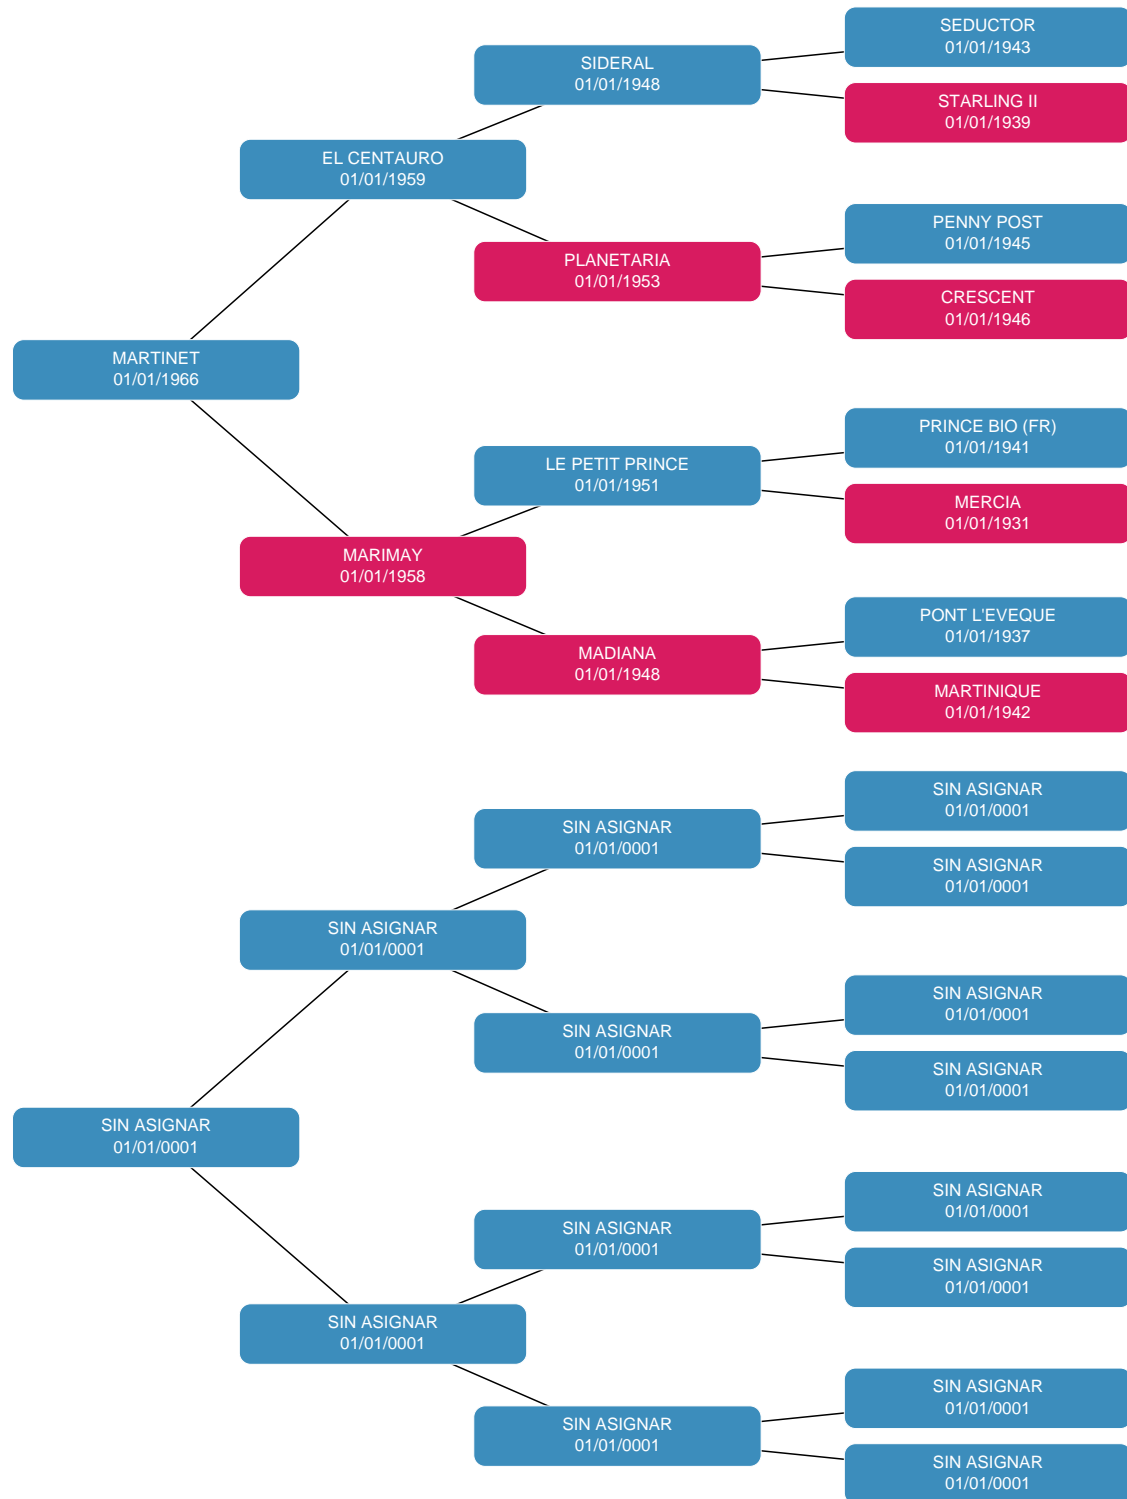 SEDUCTOR
01/01/1943
SIDERAL
01/01/1948
STARLING II
01/01/1939
EL CENTAURO
01/01/1959
PENNY POST
01/01/1945
PLANETARIA
01/01/1953
CRESCENT
01/01/1946
MARTINET
01/01/1966
PRINCE BIO (FR)
01/01/1941
LE PETIT PRINCE
01/01/1951
MERCIA
01/01/1931
MARIMAY
01/01/1958
PONT L'EVEQUE
01/01/1937
MADIANA
01/01/1948
MARTINIQUE
01/01/1942
SIN ASIGNAR
01/01/0001
SIN ASIGNAR
01/01/0001
SIN ASIGNAR
01/01/0001
SIN ASIGNAR
01/01/0001
SIN ASIGNAR
01/01/0001
SIN ASIGNAR
01/01/0001
SIN ASIGNAR
01/01/0001
SIN ASIGNAR
01/01/0001
SIN ASIGNAR
01/01/0001
SIN ASIGNAR
01/01/0001
SIN ASIGNAR
01/01/0001
SIN ASIGNAR
01/01/0001
SIN ASIGNAR
01/01/0001
SIN ASIGNAR
01/01/0001
SIN ASIGNAR
01/01/0001